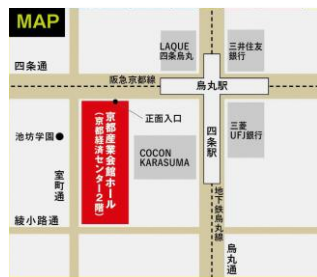 MAP
LAQUE
四条烏丸
三井住友
銀行
四条通
阪急京都線
烏丸駅
正面入口
京都産業会館ホール
(京都経済センター2階)
池坊学園
四条駅
三菱
UFJ銀行
COCON
KARASUMA
室町通
地下鉄烏丸線
綾小路通
烏丸通